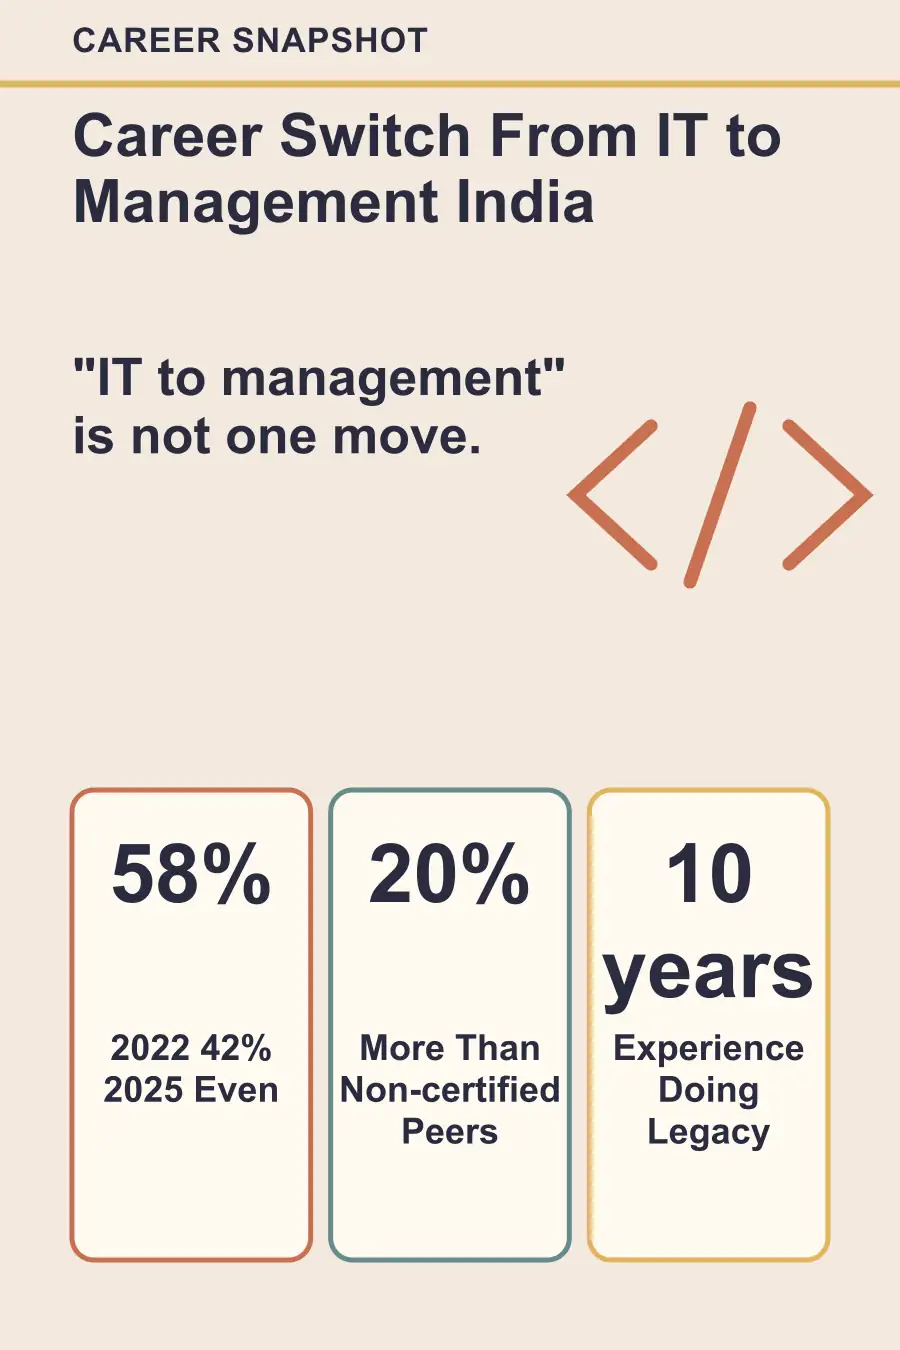 CAREER SNAPSHOT
Career Switch From IT to
Management India
"IT to management"
is not one move.
</>
58%
2022 42%
2025 Even
20%
More Than
Non-certified
Peers
10
years
Experience
Doing
Legacy